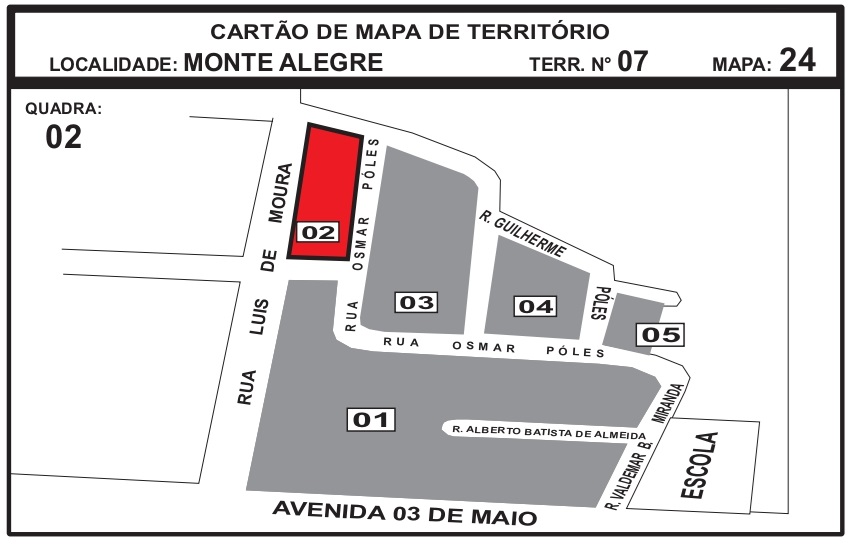 CARTÃO DE MAPA DE TERRITÓRIO
LOCALIDADE: MONTE ALEGRE TERR. N° 07 MAPA: 24
QUADRA:
02
RUA LUIS DE MOURA
02
RUA OSMAR PÓLES
03
R. GUILHERME PÓLES
04
05
RUA OSMAR PÓLES
01
R. ALBERTO BATISTA DE ALMEIDA
R. VALDEMAR B. MIRANDA
ESCOLA
AVENIDA 03 DE MAIO